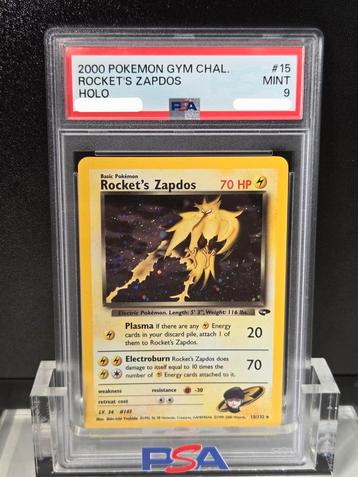 2000 POKEMON GYM CHAL. #15
ROCKET'S ZAPDOS MINT
HOLO 9
PSA
Basic Pokémon
Rocket's Zapdos 70 HP
Electric Pokémon. Length: 5' 3", Weight: 116 lbs.
Plasma If there are any Energy
cards in your discard pile, attach 1 of
them to Rocket's Zapdos. 20
Electroburn Rocket's Zapdos does
damage to itself equal to 10 times the
number of Energy cards attached to it. 70
weakness resistance -30
retreat cost
LV. 36 #145
15/132
PSA